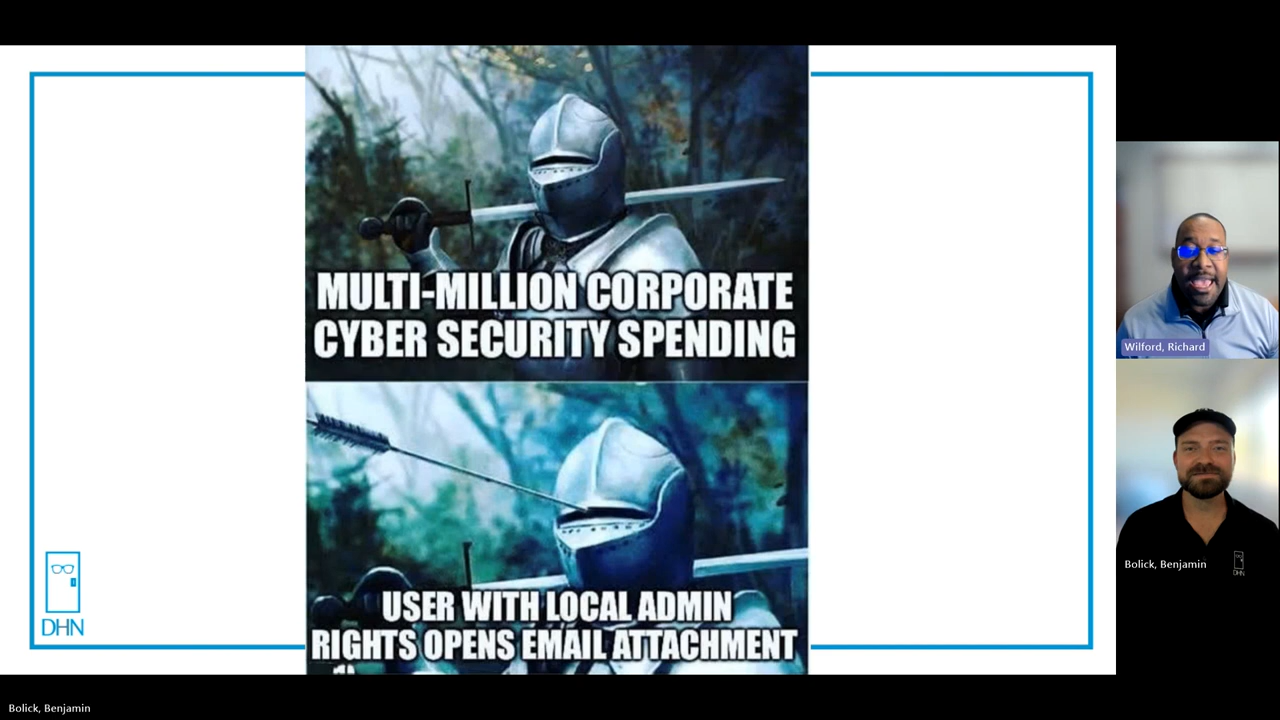 MULTI-MILLION CORPORATE
CYBER SECURITY SPENDING
USER WITH LOCAL ADMIN
RIGHTS OPENS EMAIL ATTACHMENT
DHN
Wilford, Richard
Bolick, Benjamin
DHN
Bolick, Benjamin